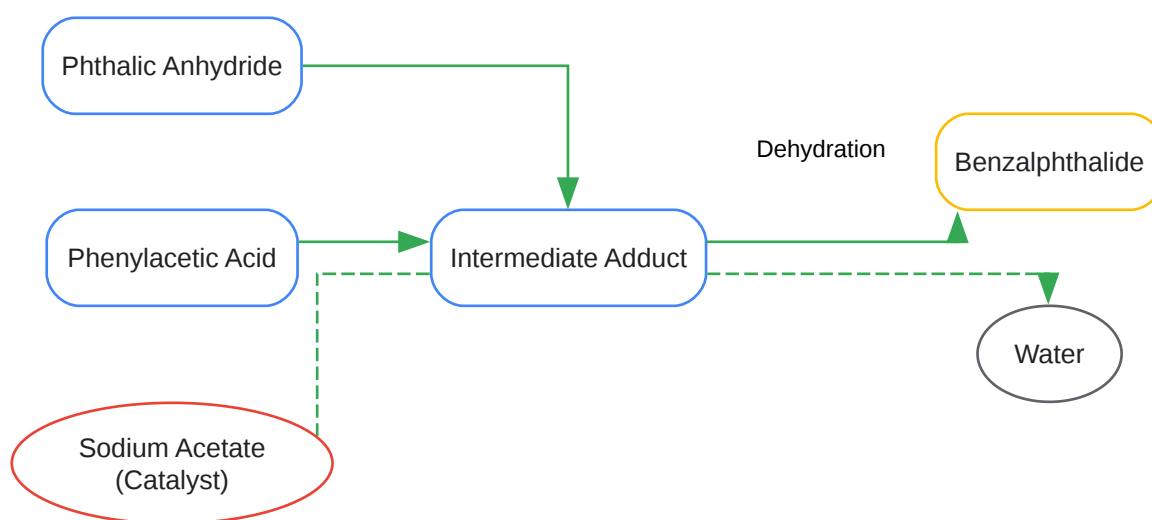 Phthalic Anhydride
Dehydration
Benzalphthalide
Phenylacetic Acid
Intermediate Adduct
Water
Sodium Acetate
(Catalyst)